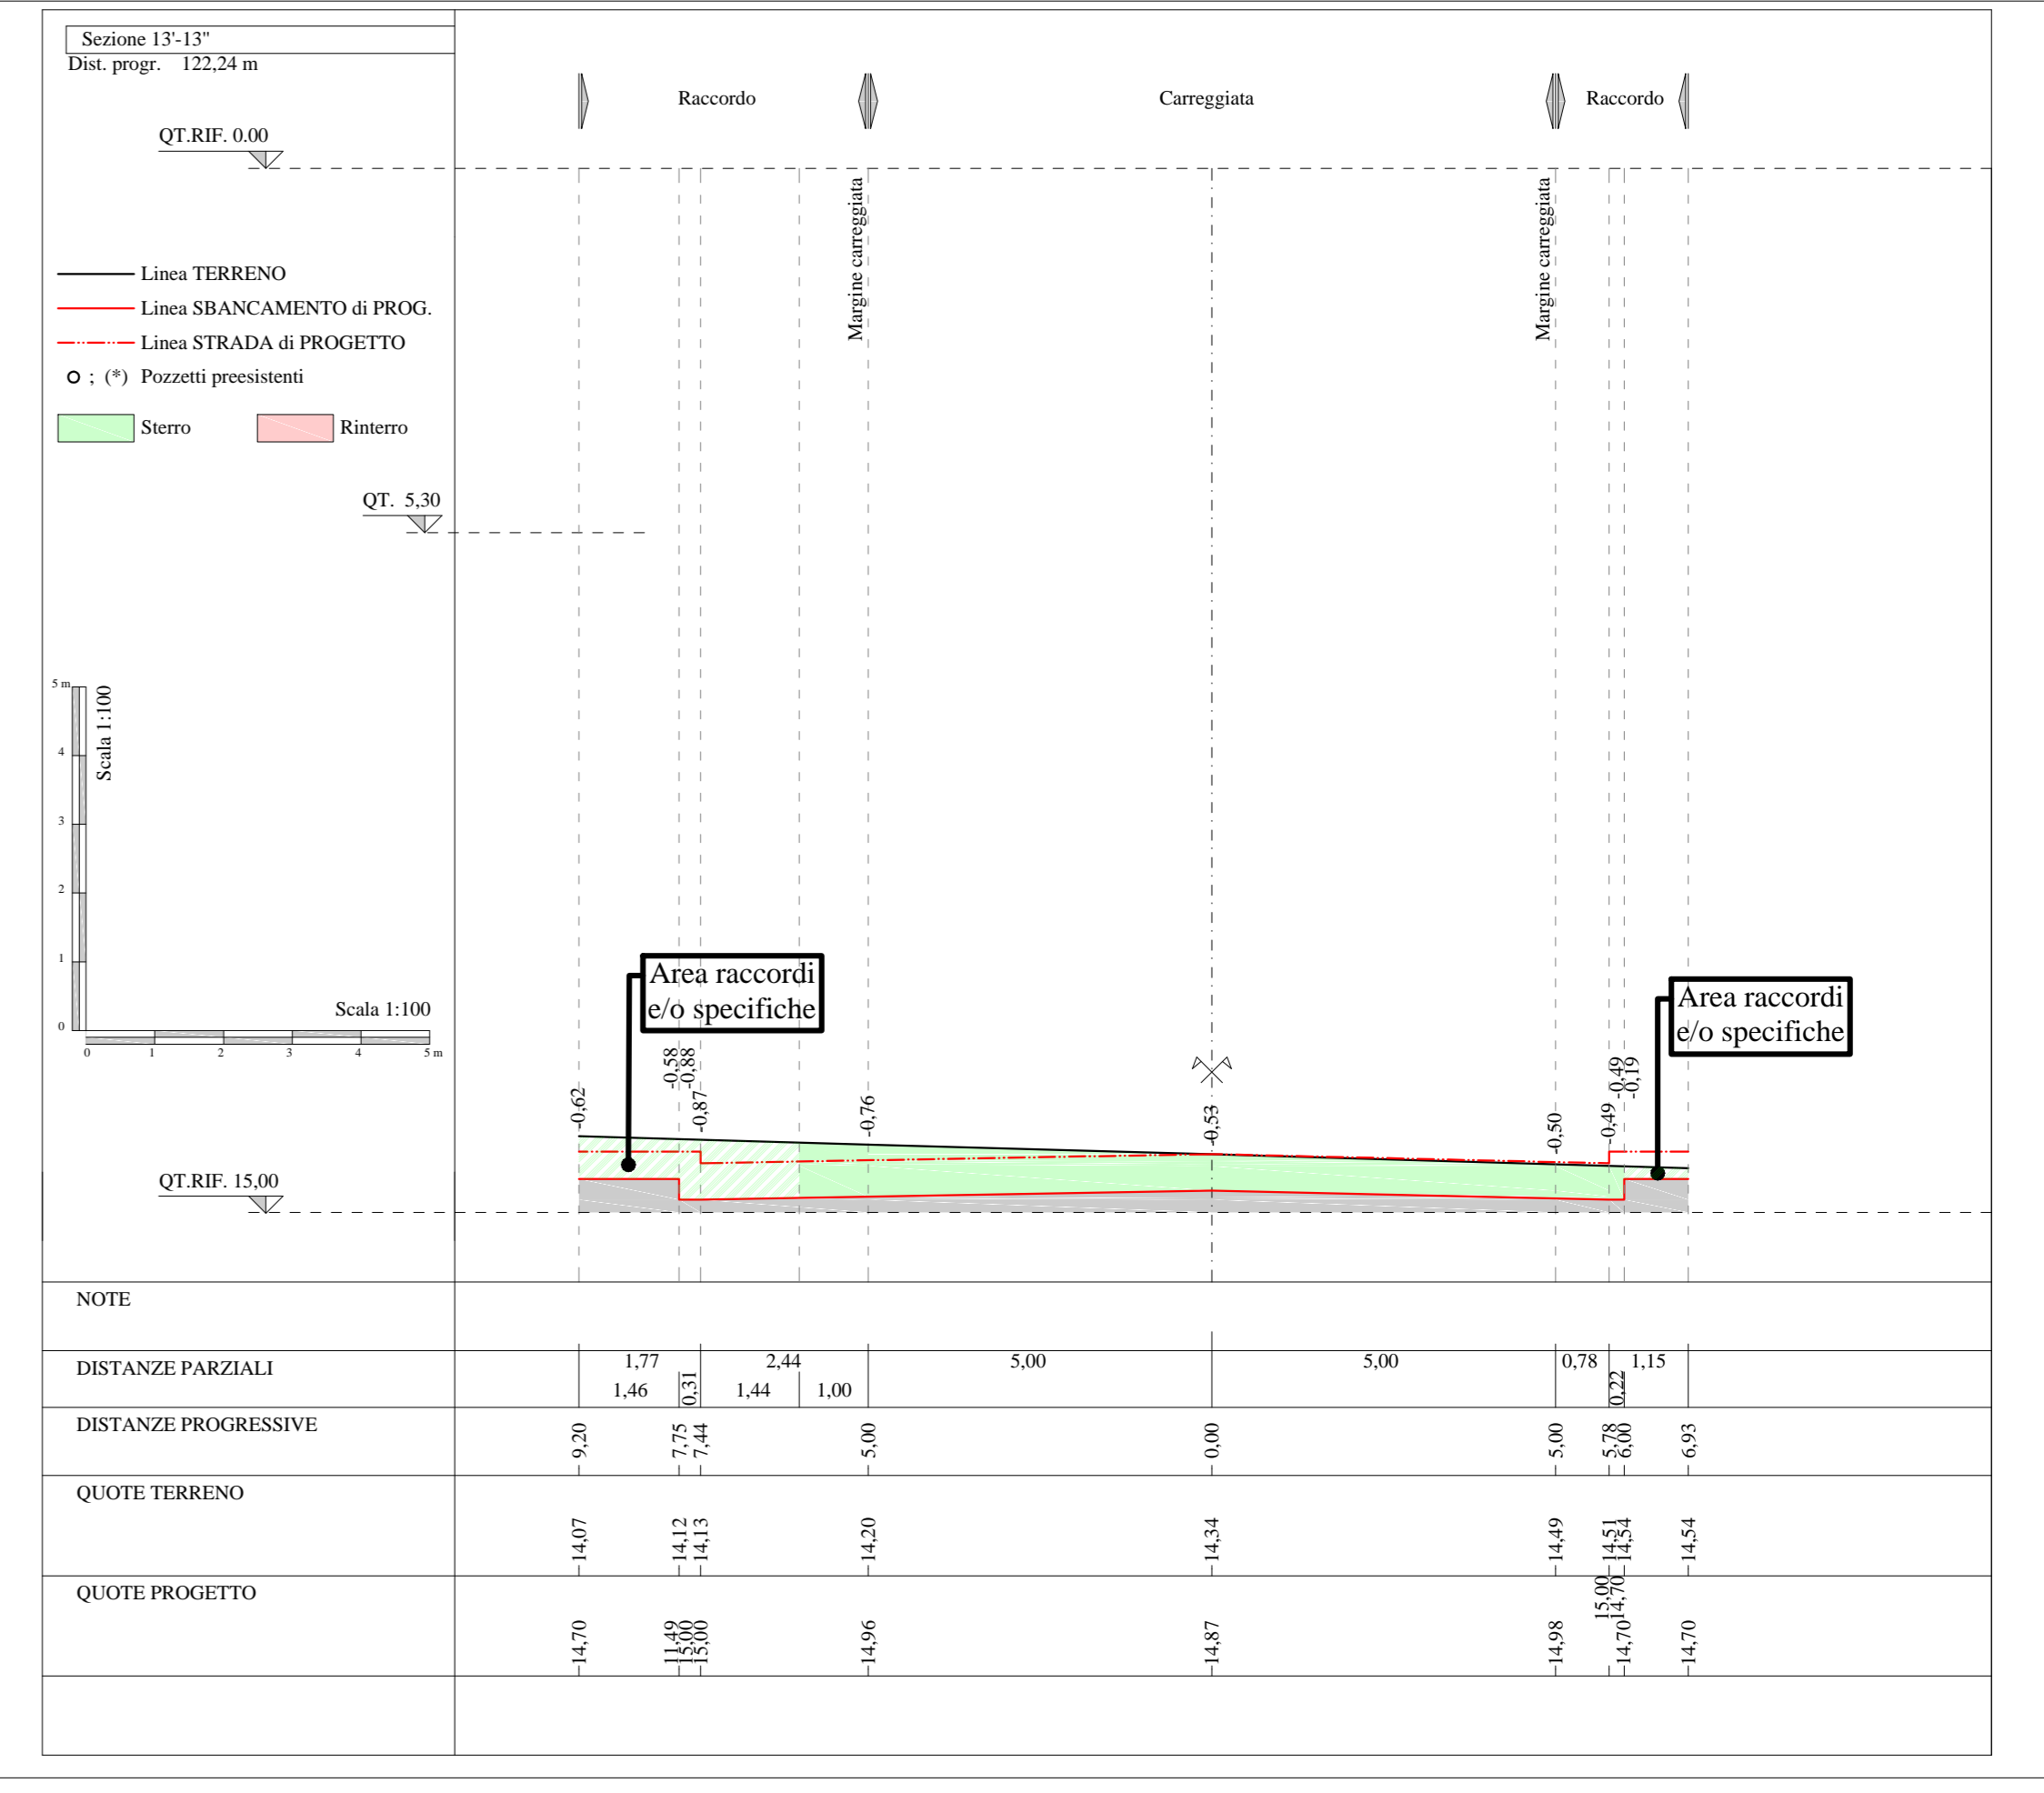 Sezione 13'-13"
Dist. progr. 122,24 m
Raccordo
Carreggiata
Raccordo
QT.RIF. 0.00
Margine carreggiata
Margine carreggiata
Linea TERRENO
Linea SBANCAMENTO di PROG.
Linea STRADA di PROGETTO
; (*) Pozzetti preesistenti
Sterro
Rinterro
QT. 5,30
5 m
4
3
2
1
0
Scala 1:100
Scala 1:100
0 1 2 3 4 5 m
Area raccordi
e/o specifiche
Area raccordi
e/o specifiche
-0,62
-0,58
-0,88
-0,87
-0,76
-0,53
-0,50
-0,49
-0,49
-0,19
QT.RIF. 15,00
NOTE
DISTANZE PARZIALI
1,77 2,44 5,00 5,00 0,78 1,15
1,46 0,31 1,44 1,00 0,22
DISTANZE PROGRESSIVE
9,20 7,75 7,44 5,00 0,00 5,00 5,78 6,00 6,93
QUOTE TERRENO
14,07 14,12 14,13 14,20 14,34 14,49 14,51 14,54 14,54
QUOTE PROGETTO
15,00 14,70
14,70 11,49 15,00 15,00 14,96 14,87 14,98 14,70 14,70